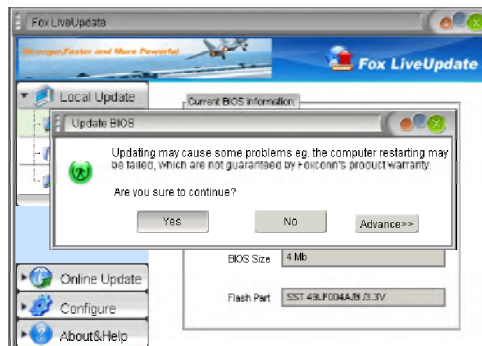 Fox LiveUpdate
Stronger,Faster and More Powerful
Fox LiveUpdate
Local Update
Current BIOS information:
Update BIOS
Updating may cause some problems eg. the computer restarting may
be failed, which are not guaranteed by Foxconn's product warranty.
Are you sure to continue?
Yes
No
Advance>>
BIOS Size
4 Mb
Flash Part
SST 49LF004A/B /3.3V
Online Update
Configure
About&Help